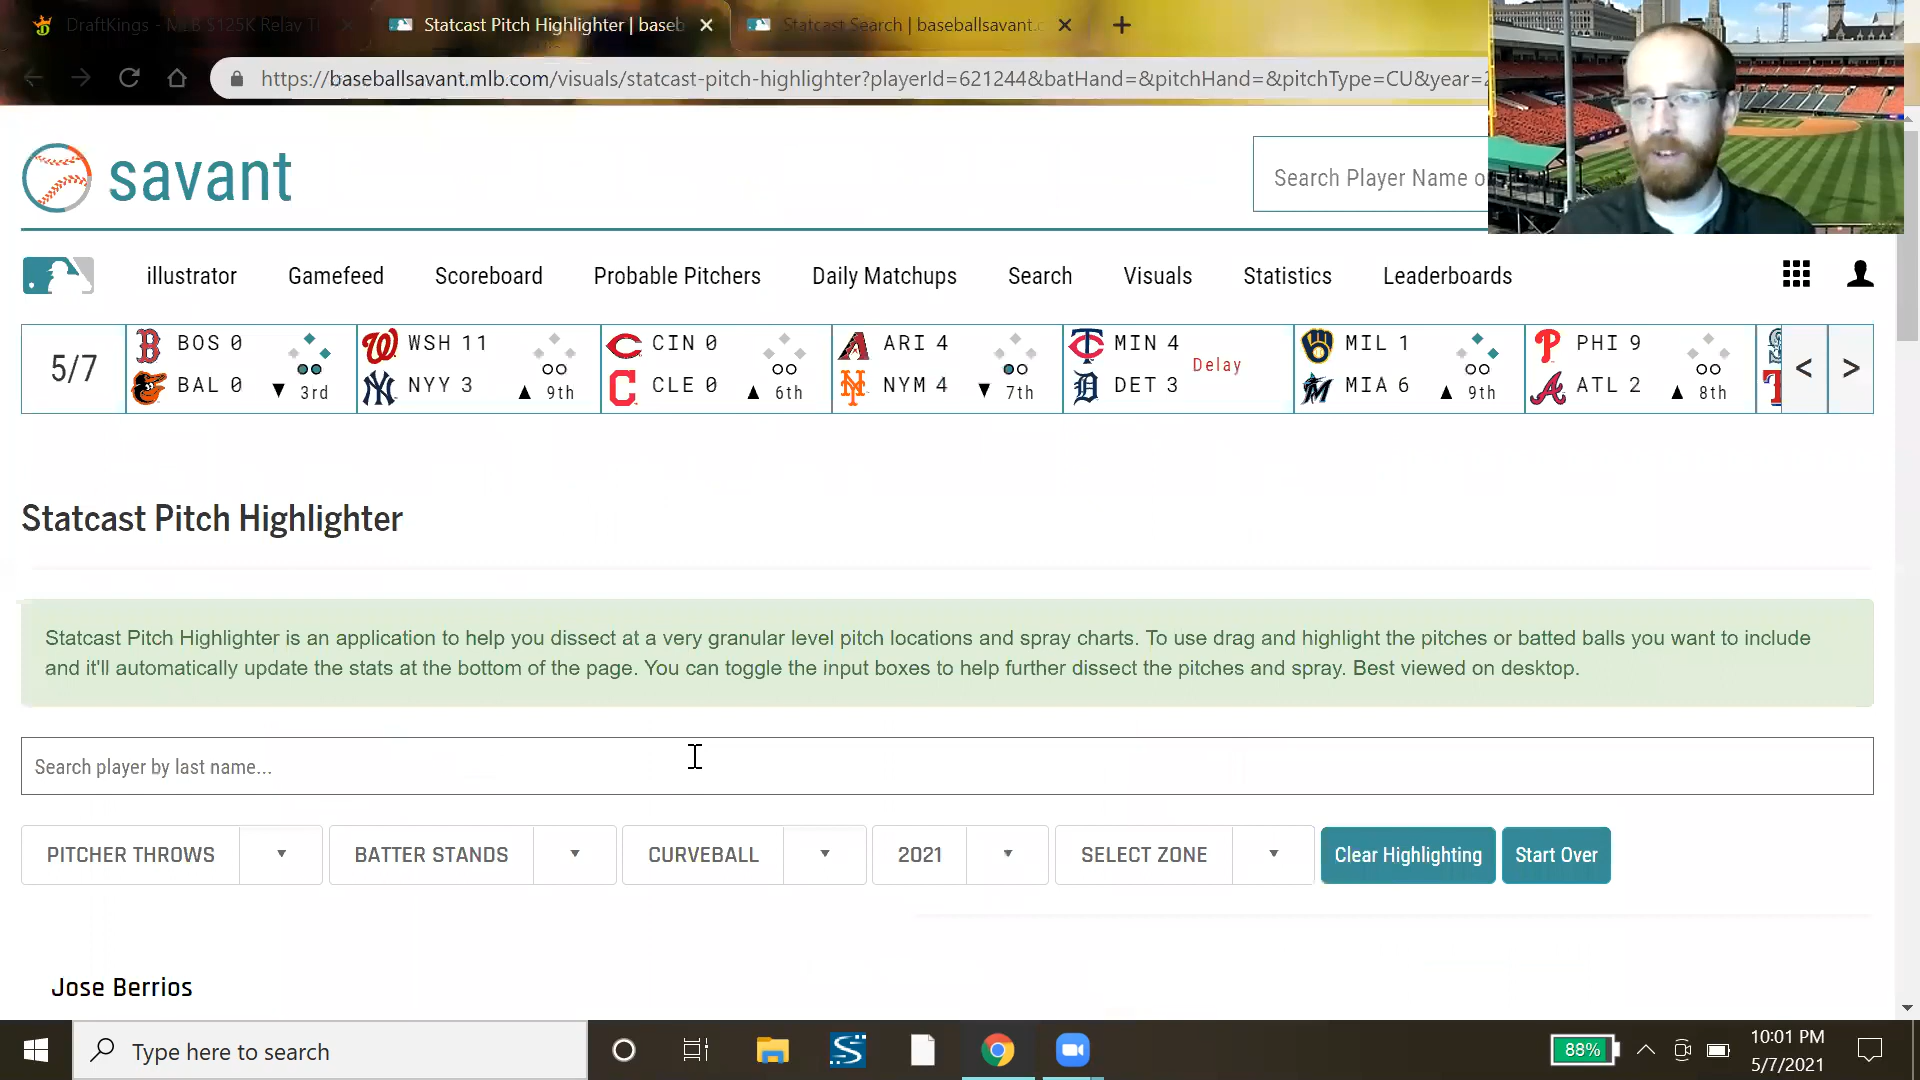 DraftKings - MLB $125K Relay T
Statcast Pitch Highlighter | baseb
Statcast Search | baseballsavant.c
https://baseballsavant.mlb.com/visuals/statcast-pitch-highlighter?playerId=621244&batHand=&pitchHand=&pitchType=CU&year=2
savant
Search Player Name o
illustrator Gamefeed Scoreboard Probable Pitchers Daily Matchups Search Visuals Statistics Leaderboards
5/7
BOS 0
BAL 0 3rd
WSH 11
NYY 3 9th
CIN 0
CLE 0 6th
ARI 4
NYM 4 7th
MIN 4
DET 3
Delay
MIL 1
MIA 6 9th
PHI 9
ATL 2 8th
< >
Statcast Pitch Highlighter
Statcast Pitch Highlighter is an application to help you dissect at a very granular level pitch locations and spray charts. To use drag and highlight the pitches or batted balls you want to include
and it'll automatically update the stats at the bottom of the page. You can toggle the input boxes to help further dissect the pitches and spray. Best viewed on desktop.
Search player by last name...
PITCHER THROWS BATTER STANDS CURVEBALL 2021 SELECT ZONE Clear Highlighting Start Over
Jose Berrios
Type here to search
88%
10:01 PM
5/7/2021